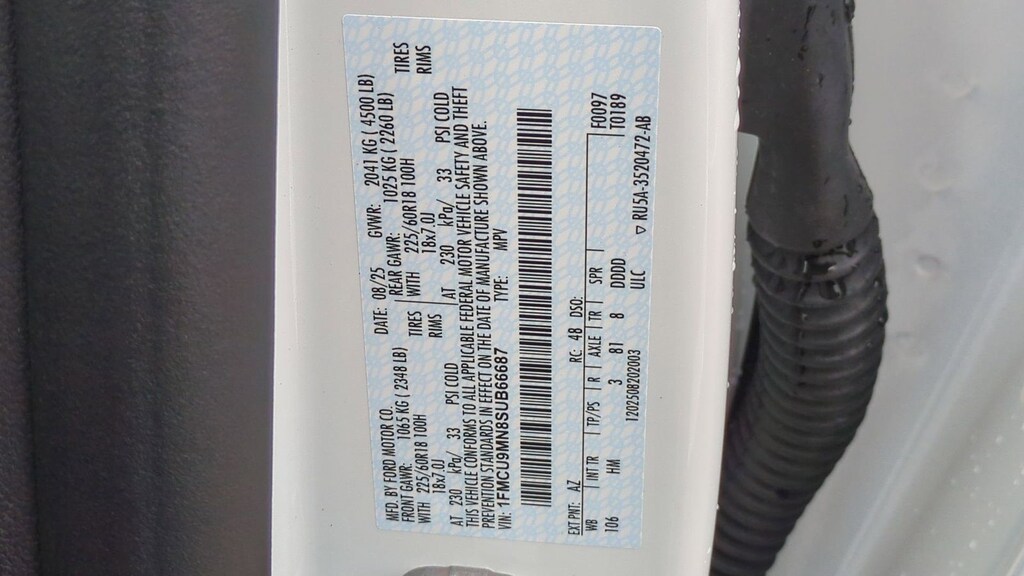 MFD. BY FORD MOTOR CO. DATE: 08/25 GVWR: 2041 KG ( 4500 LB)
FRONT GAWR: 1065 KG ( 2348 LB) REAR GAWR: 1025 KG ( 2260 LB)
WITH 225/60R18 100H TIRES WITH 225/60R18 100H TIRES
18x7.0J RIMS 18x7.0J RIMS
AT 230 kPa/ 33 PSI COLD AT 230 kPa/ 33 PSI COLD
THIS VEHICLE CONFORMS TO ALL APPLICABLE FEDERAL MOTOR VEHICLE SAFETY AND THEFT
PREVENTION STANDARDS IN EFFECT ON THE DATE OF MANUFACTURE SHOWN ABOVE.
VIN: 1FMCU9MN8SUB66687 TYPE: MPV
EXT PNT: AZ RC: 48 DSO: F0097
WB INT TR TP/PS R AXLE TR SPR T0189
106 HM 3 81 8 DDDD
1202508202003 ULC ▽ RU5A-3520472-AB